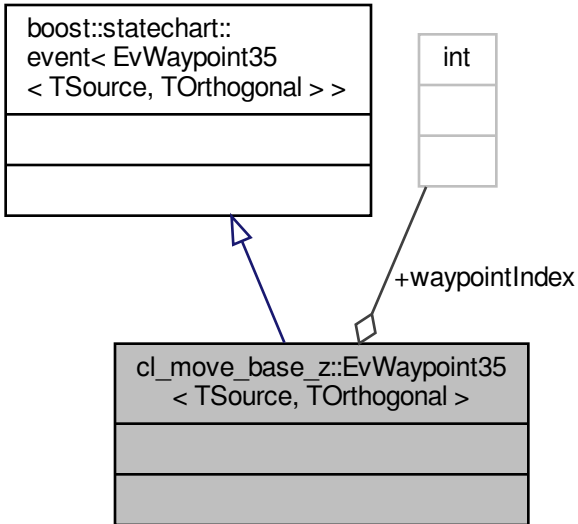 boost::statechart::
event< EvWaypoint35
< TSource, TOrthogonal > >
int
+waypointIndex
cl_move_base_z::EvWaypoint35
< TSource, TOrthogonal >